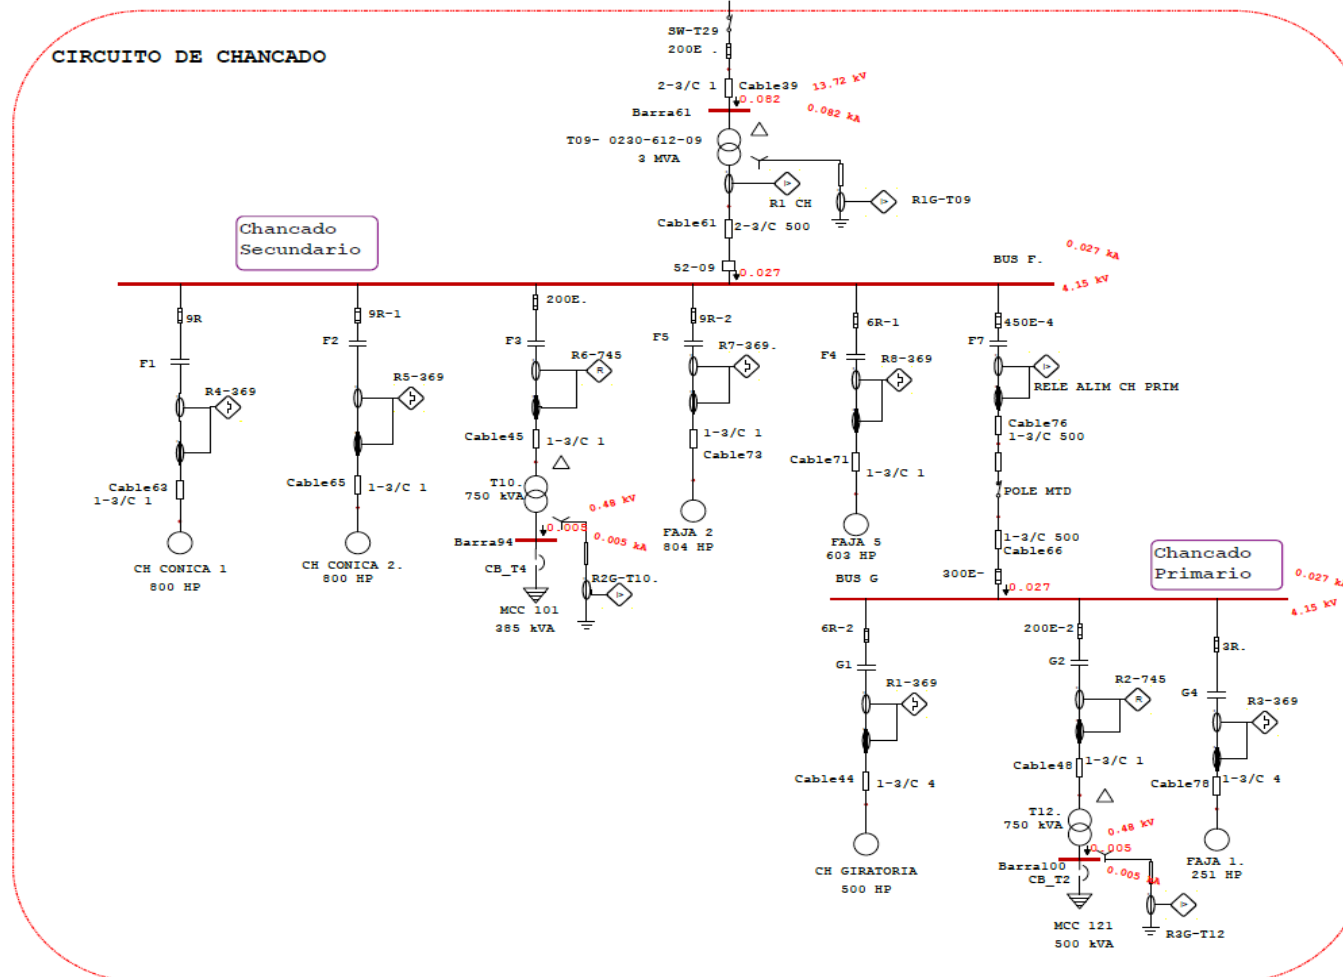 CIRCUITO DE CHANCADO
SW-T29
200E .
2-3/C 1
Cable39
13.72 kV
0.082
0.082 kA
Barra61
T09- 0230-612-09
3 MVA
R1 CH
R1G-T09
Cable61
2-3/C 500
52-09
0.027
Chancado
Secundario
BUS F.
0.027 kA
4.15 kV
9R
F1
R4-369
Cable63
1-3/C 1
CH CONICA 1
800 HP
9R-1
F2
R5-369
Cable65
1-3/C 1
CH CONICA 2.
800 HP
200E.
F3
R6-745
R
Cable45
1-3/C 1
T10.
750 kVA
0.48 kV
0.005
0.005 kA
Barra94
CB_T4
R2G-T10.
MCC 101
385 kVA
9R-2
F5
R7-369.
1-3/C 1
Cable73
FAJA 2
804 HP
6R-1
F4
R8-369
Cable71
1-3/C 1
FAJA 5
603 HP
450E-4
F7
I>
RELE ALIM CH PRIM
Cable76
1-3/C 500
POLE MTD
1-3/C 500
Cable66
300E-
0.027
BUS G
Chancado
Primario
0.027 kA
4.15 kV
6R-2
G1
R1-369
Cable44
1-3/C 4
CH GIRATORIA
500 HP
200E-2
G2
R2-745
R
Cable48
1-3/C 1
T12.
750 kVA
0.48 kV
0.005
0.005 kA
Barra100
CB_T2
R3G-T12
MCC 121
500 kVA
3R.
G4
R3-369
Cable78
1-3/C 4
FAJA 1.
251 HP